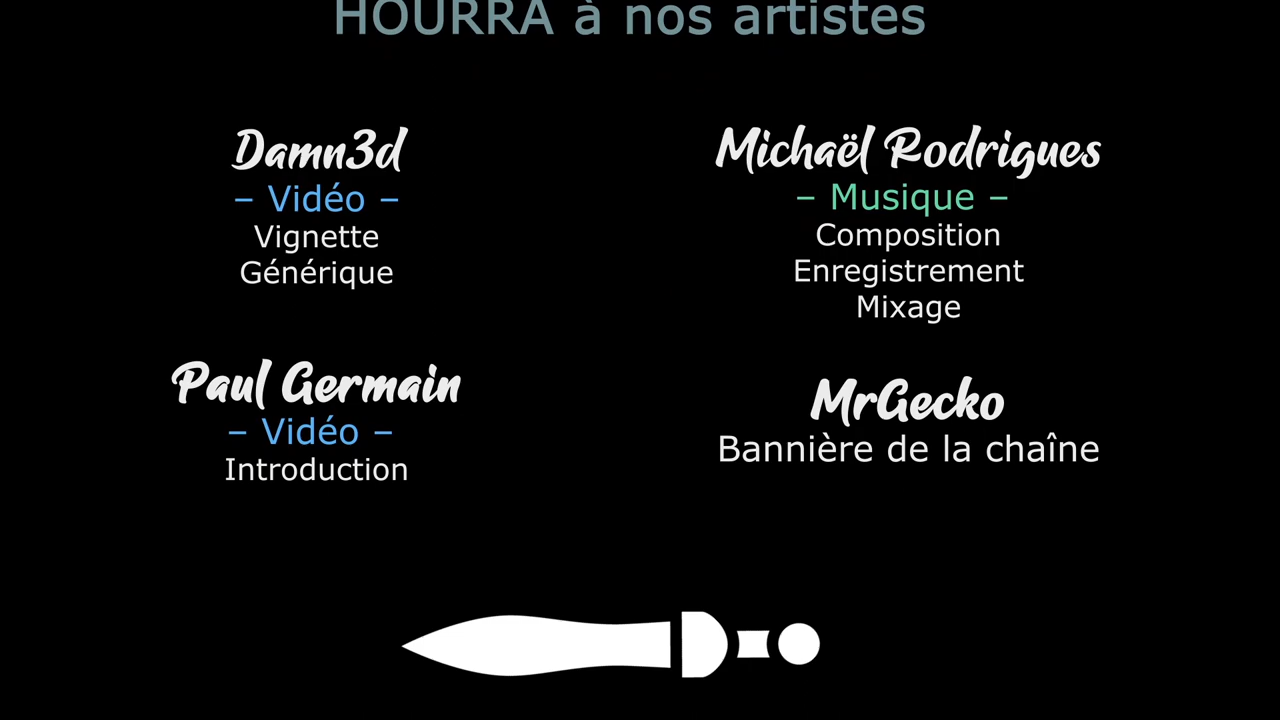 HOURRA à nos artistes
Damn3d
– Vidéo –
Vignette
Générique
Paul Germain
– Vidéo –
Introduction
Michaël Rodrigues
– Musique –
Composition
Enregistrement
Mixage
MrGecko
Bannière de la chaîne